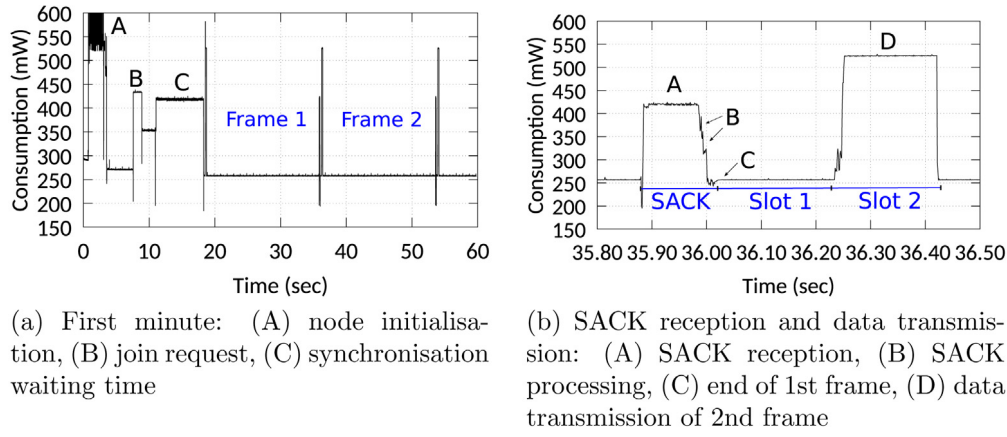 600
550
500
450
400
350
300
250
200
150
Consumption (mW)
A
B
C
Frame 1
Frame 2
0 10 20 30 40 50 60
Time (sec)
(a) First minute: (A) node initialisa-
tion, (B) join request, (C) synchronisation
waiting time
600
550
500
450
400
350
300
250
200
150
Consumption (mW)
A
B
C
D
SACK
Slot 1
Slot 2
35.80 35.90 36.00 36.10 36.20 36.30 36.40 36.50
Time (sec)
(b) SACK reception and data transmis-
sion: (A) SACK reception, (B) SACK
processing, (C) end of 1st frame, (D) data
transmission of 2nd frame